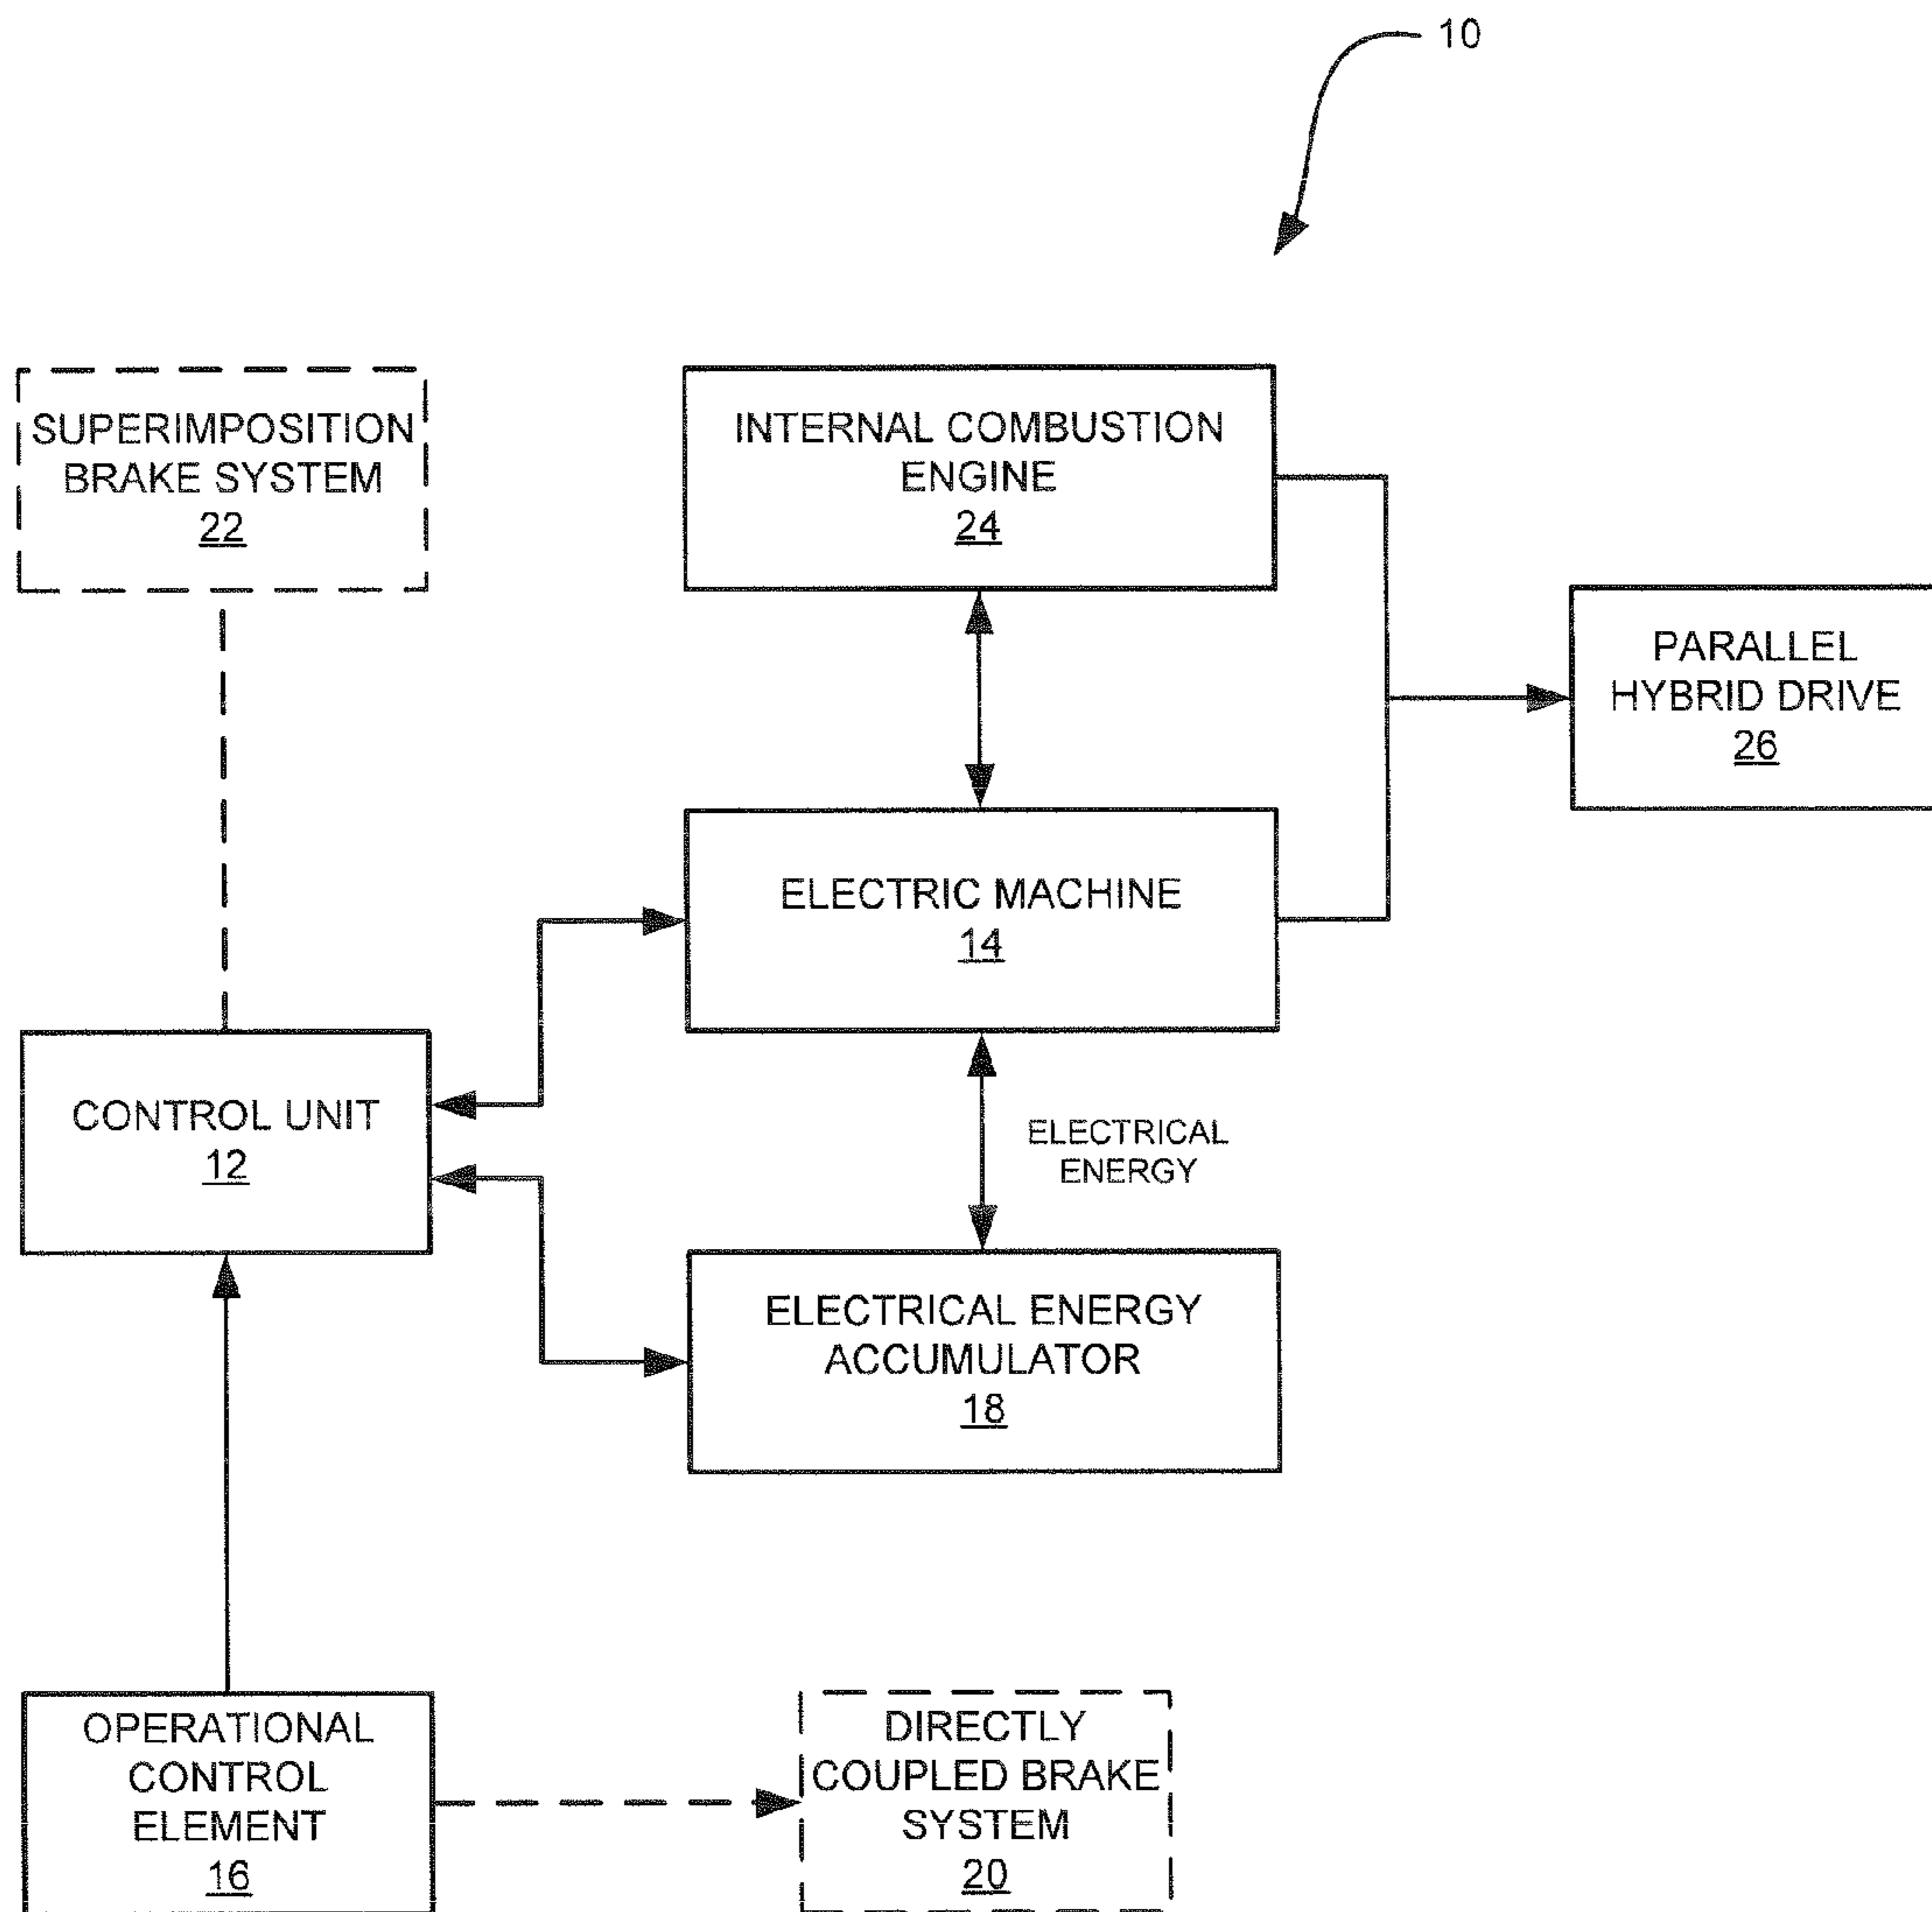 10
SUPERIMPOSITION
BRAKE SYSTEM
22
INTERNAL COMBUSTION
ENGINE
24
PARALLEL
HYBRID DRIVE
26
ELECTRIC MACHINE
14
CONTROL UNIT
12
ELECTRICAL
ENERGY
ELECTRICAL ENERGY
ACCUMULATOR
18
OPERATIONAL
CONTROL
ELEMENT
16
DIRECTLY
COUPLED BRAKE
SYSTEM
20